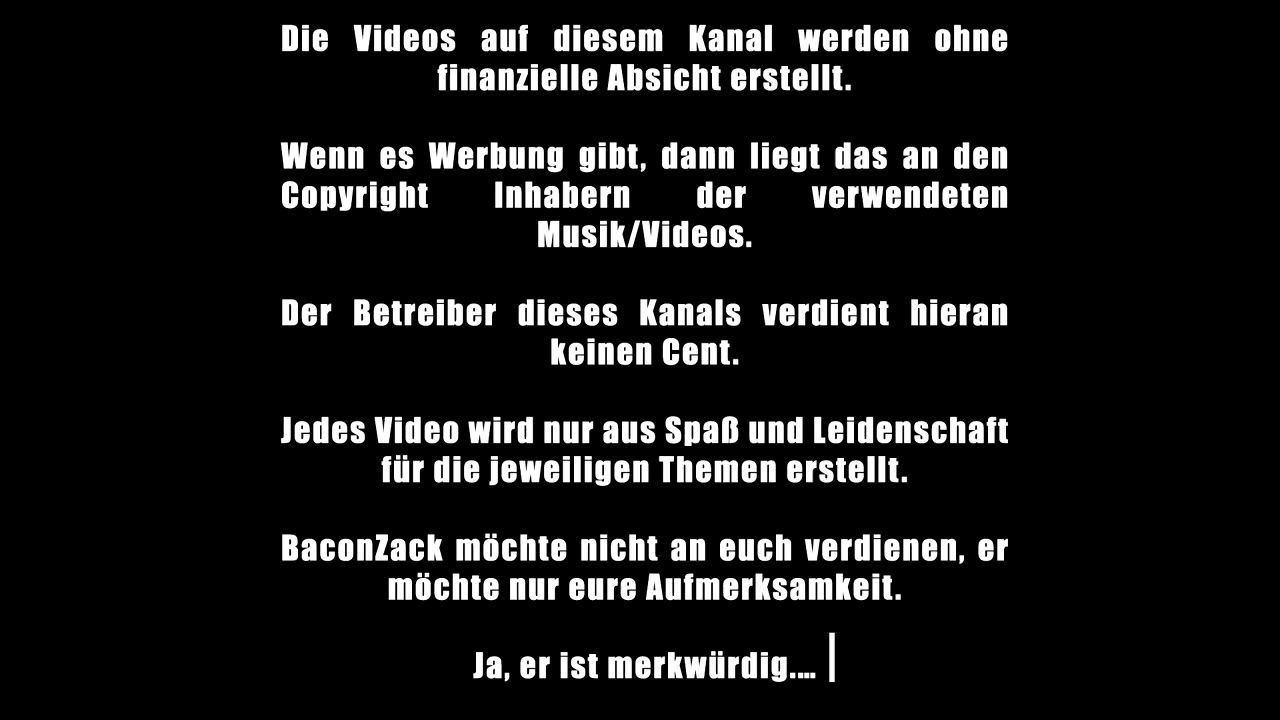 Die Videos auf diesem Kanal werden ohne
finanzielle Absicht erstellt.
Wenn es Werbung gibt, dann liegt das an den
Copyright Inhabern der verwendeten
Musik/Videos.
Der Betreiber dieses Kanals verdient hieran
keinen Cent.
Jedes Video wird nur aus Spaß und Leidenschaft
für die jeweiligen Themen erstellt.
BaconZack möchte nicht an euch verdienen, er
möchte nur eure Aufmerksamkeit.
Ja, er ist merkwürdig....